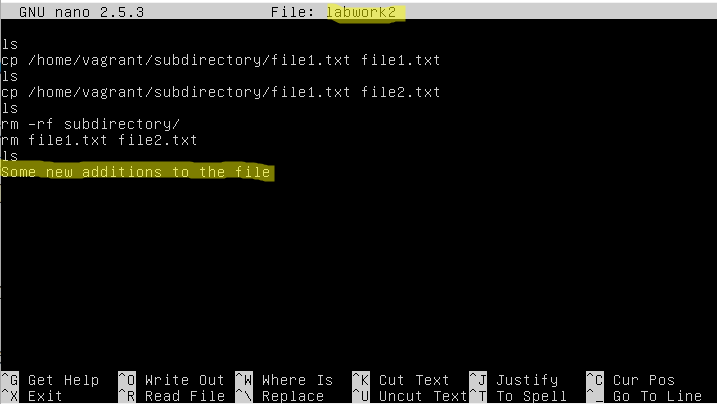 GNU nano 2.5.3 File: labwork2
ls
cp /home/vagrant/subdirectory/file1.txt file1.txt
ls
cp /home/vagrant/subdirectory/file1.txt file2.txt
ls
rm -rf subdirectory/
rm file1.txt file2.txt
ls
Some new additions to the file
^G Get Help ^O Write Out ^W Where Is ^K Cut Text ^J Justify ^C Cur Pos
^X Exit ^R Read File ^\ Replace ^U Uncut Text ^T To Spell ^_ Go To Line